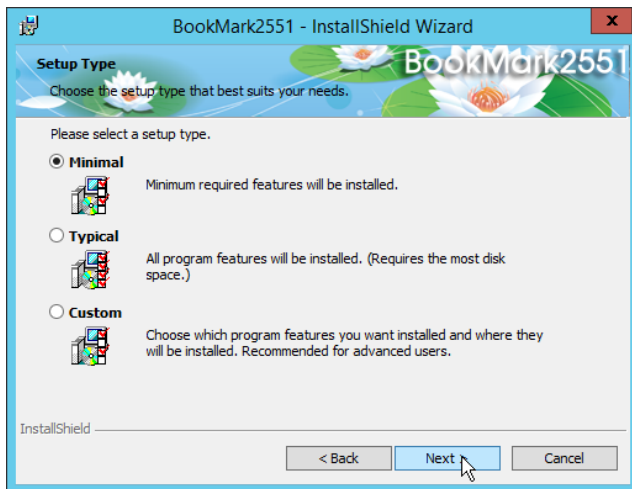 BookMark2551 - InstallShield Wizard
x
Setup Type
BookMark2551
Choose the setup type that best suits your needs.
Please select a setup type.
Minimal
Minimum required features will be installed.
Typical
All program features will be installed. (Requires the most disk
space.)
Custom
Choose which program features you want installed and where they
will be installed. Recommended for advanced users.
InstallShield
< Back
Next >
Cancel